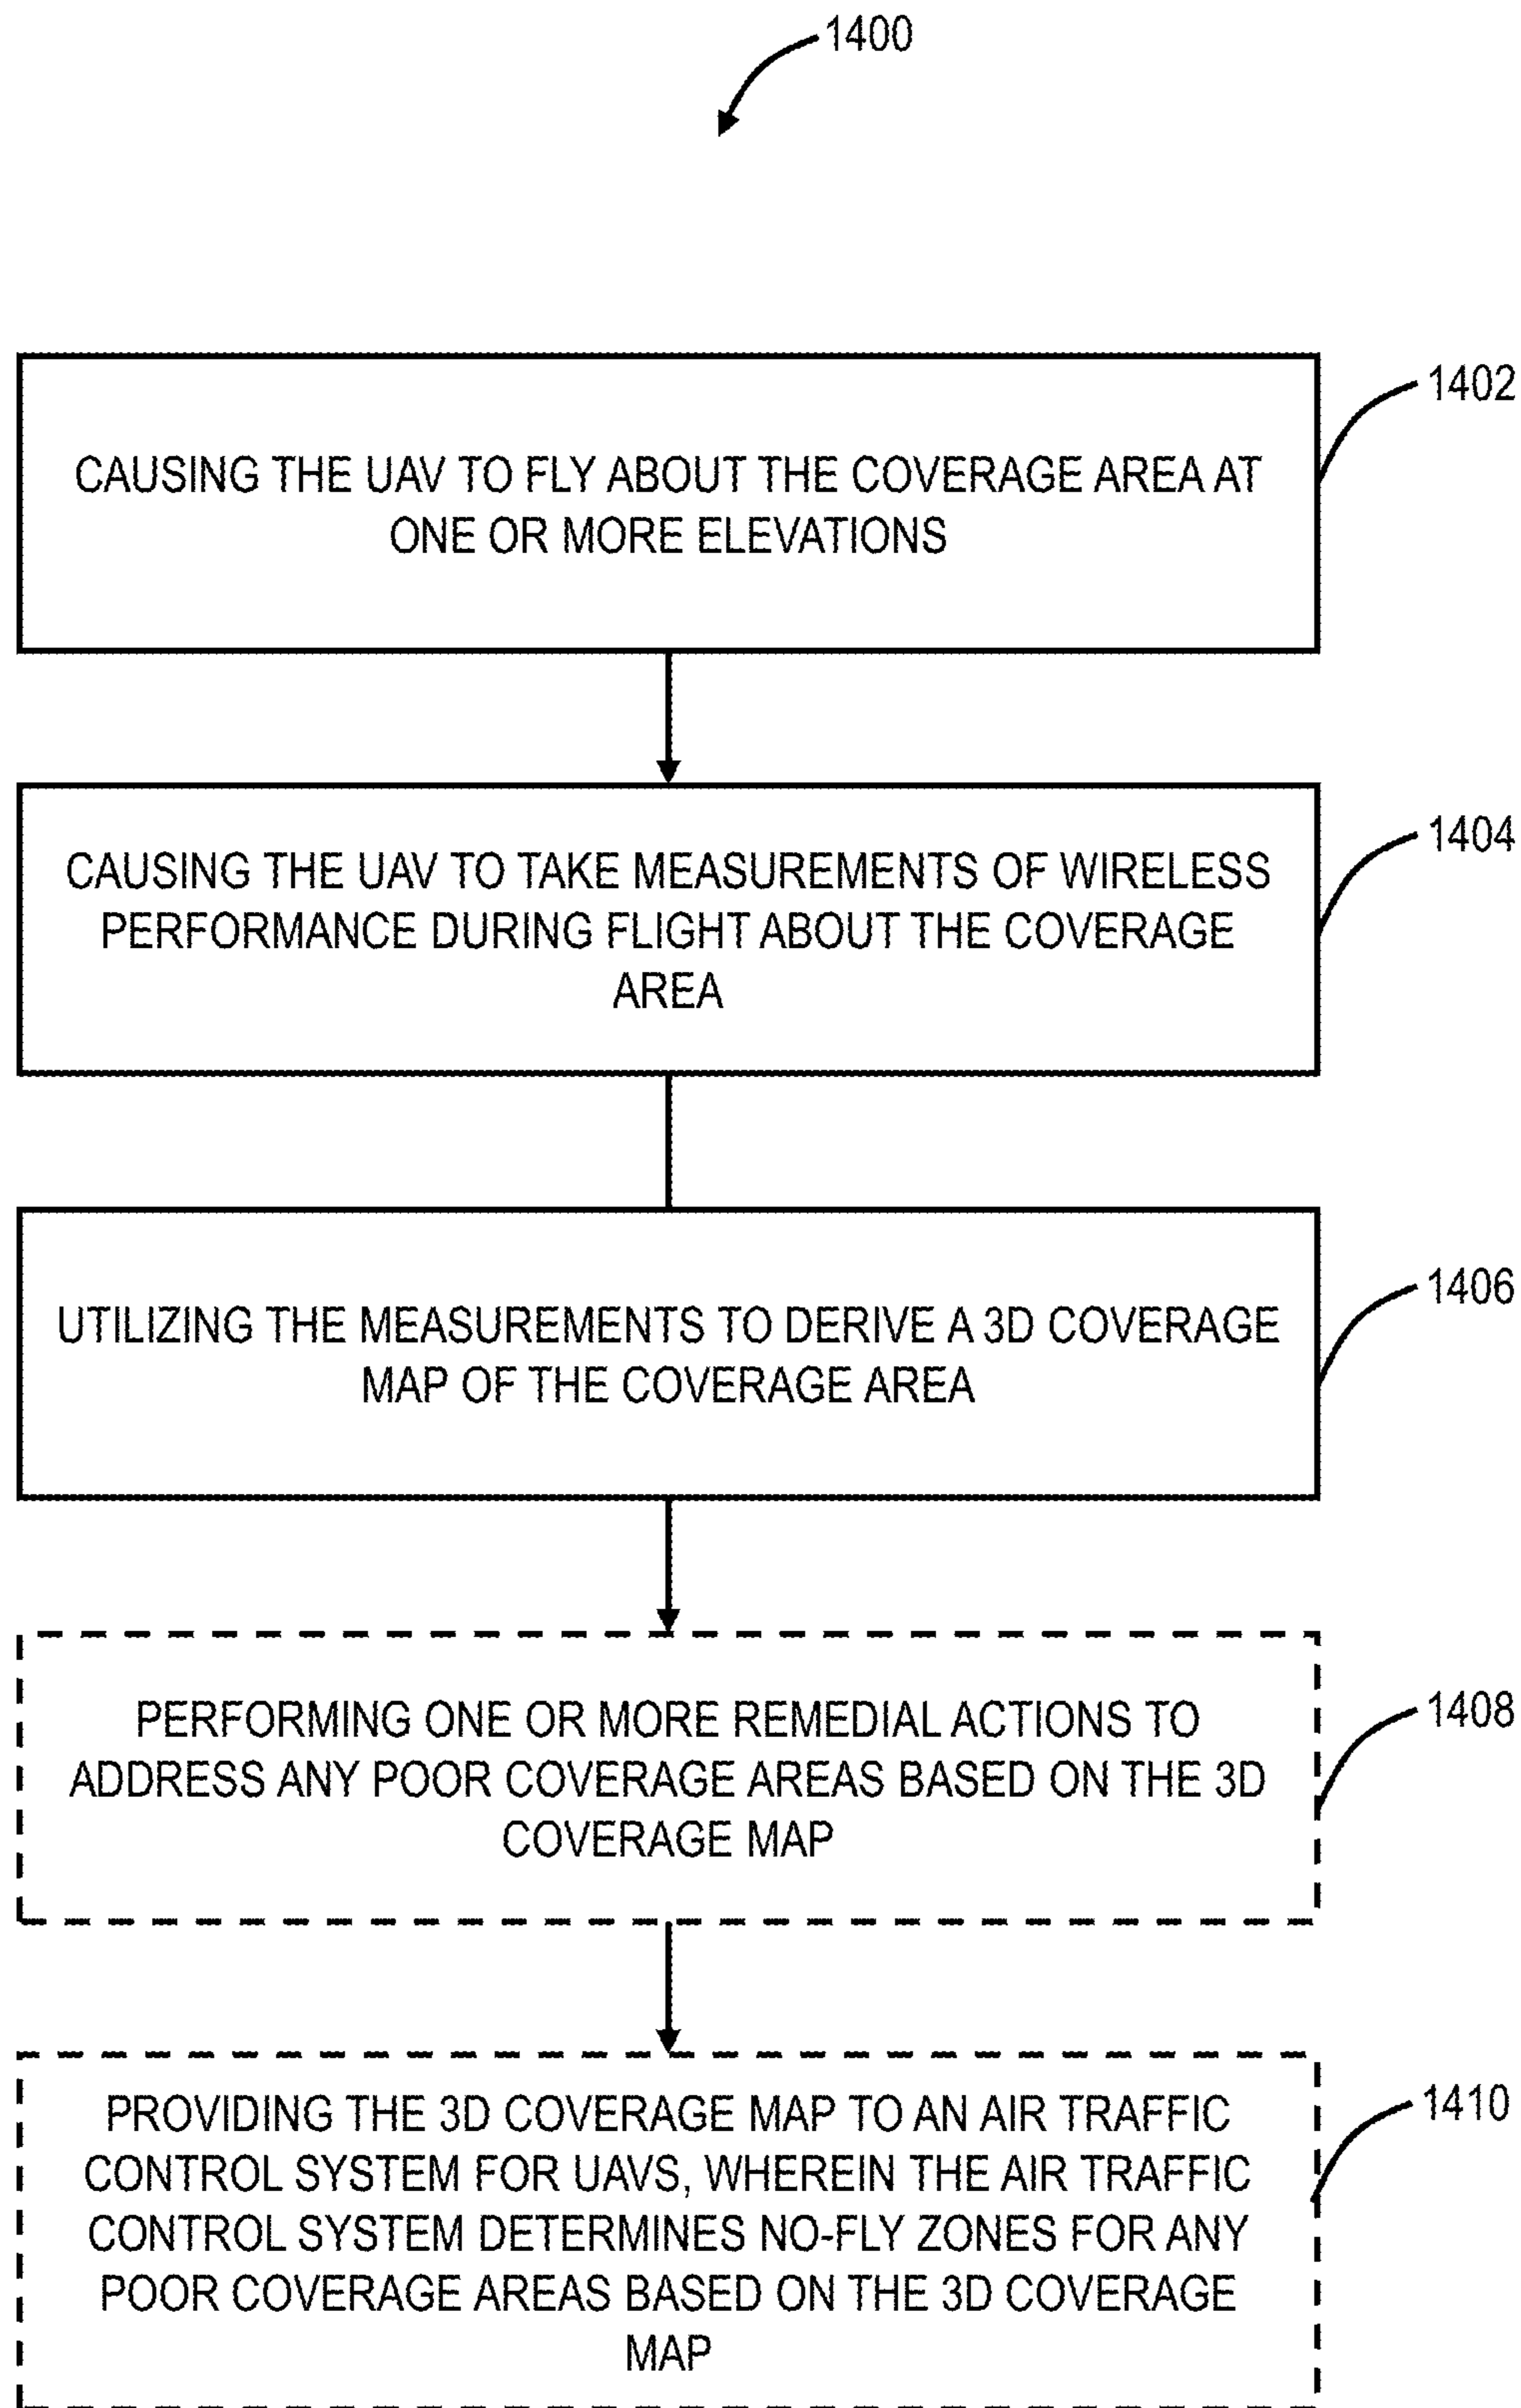 1400
1402
CAUSING THE UAV TO FLY ABOUT THE COVERAGE AREA AT
ONE OR MORE ELEVATIONS
1404
CAUSING THE UAV TO TAKE MEASUREMENTS OF WIRELESS
PERFORMANCE DURING FLIGHT ABOUT THE COVERAGE
AREA
1406
UTILIZING THE MEASUREMENTS TO DERIVE A 3D COVERAGE
MAP OF THE COVERAGE AREA
1408
PERFORMING ONE OR MORE REMEDIAL ACTIONS TO
ADDRESS ANY POOR COVERAGE AREAS BASED ON THE 3D
COVERAGE MAP
1410
PROVIDING THE 3D COVERAGE MAP TO AN AIR TRAFFIC
CONTROL SYSTEM FOR UAVS, WHEREIN THE AIR TRAFFIC
CONTROL SYSTEM DETERMINES NO-FLY ZONES FOR ANY
POOR COVERAGE AREAS BASED ON THE 3D COVERAGE
MAP